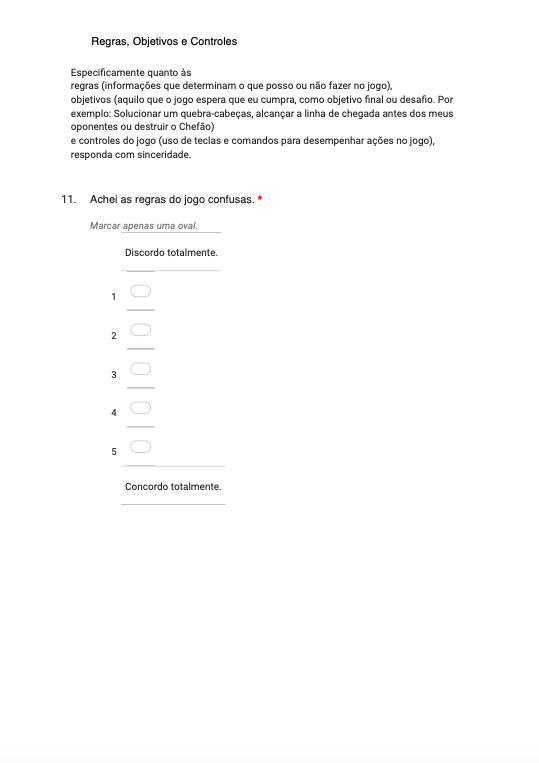 Regras, Objetivos e Controles
Especificamente quanto às
regras (informações que determinam o que posso ou não fazer no jogo),
objetivos (aquilo que o jogo espera que eu cumpra, como objetivo final ou desafio. Por
exemplo: Solucionar um quebra-cabeças, alcançar a linha de chegada antes dos meus
oponentes ou destruir o Chefão)
e controles do jogo (uso de teclas e comandos para desempenhar ações no jogo),
responda com sinceridade.
11. Achei as regras do jogo confusas. *
Marcar apenas uma oval.
Discordo totalmente.
1
2
3
4
5
Concordo totalmente.